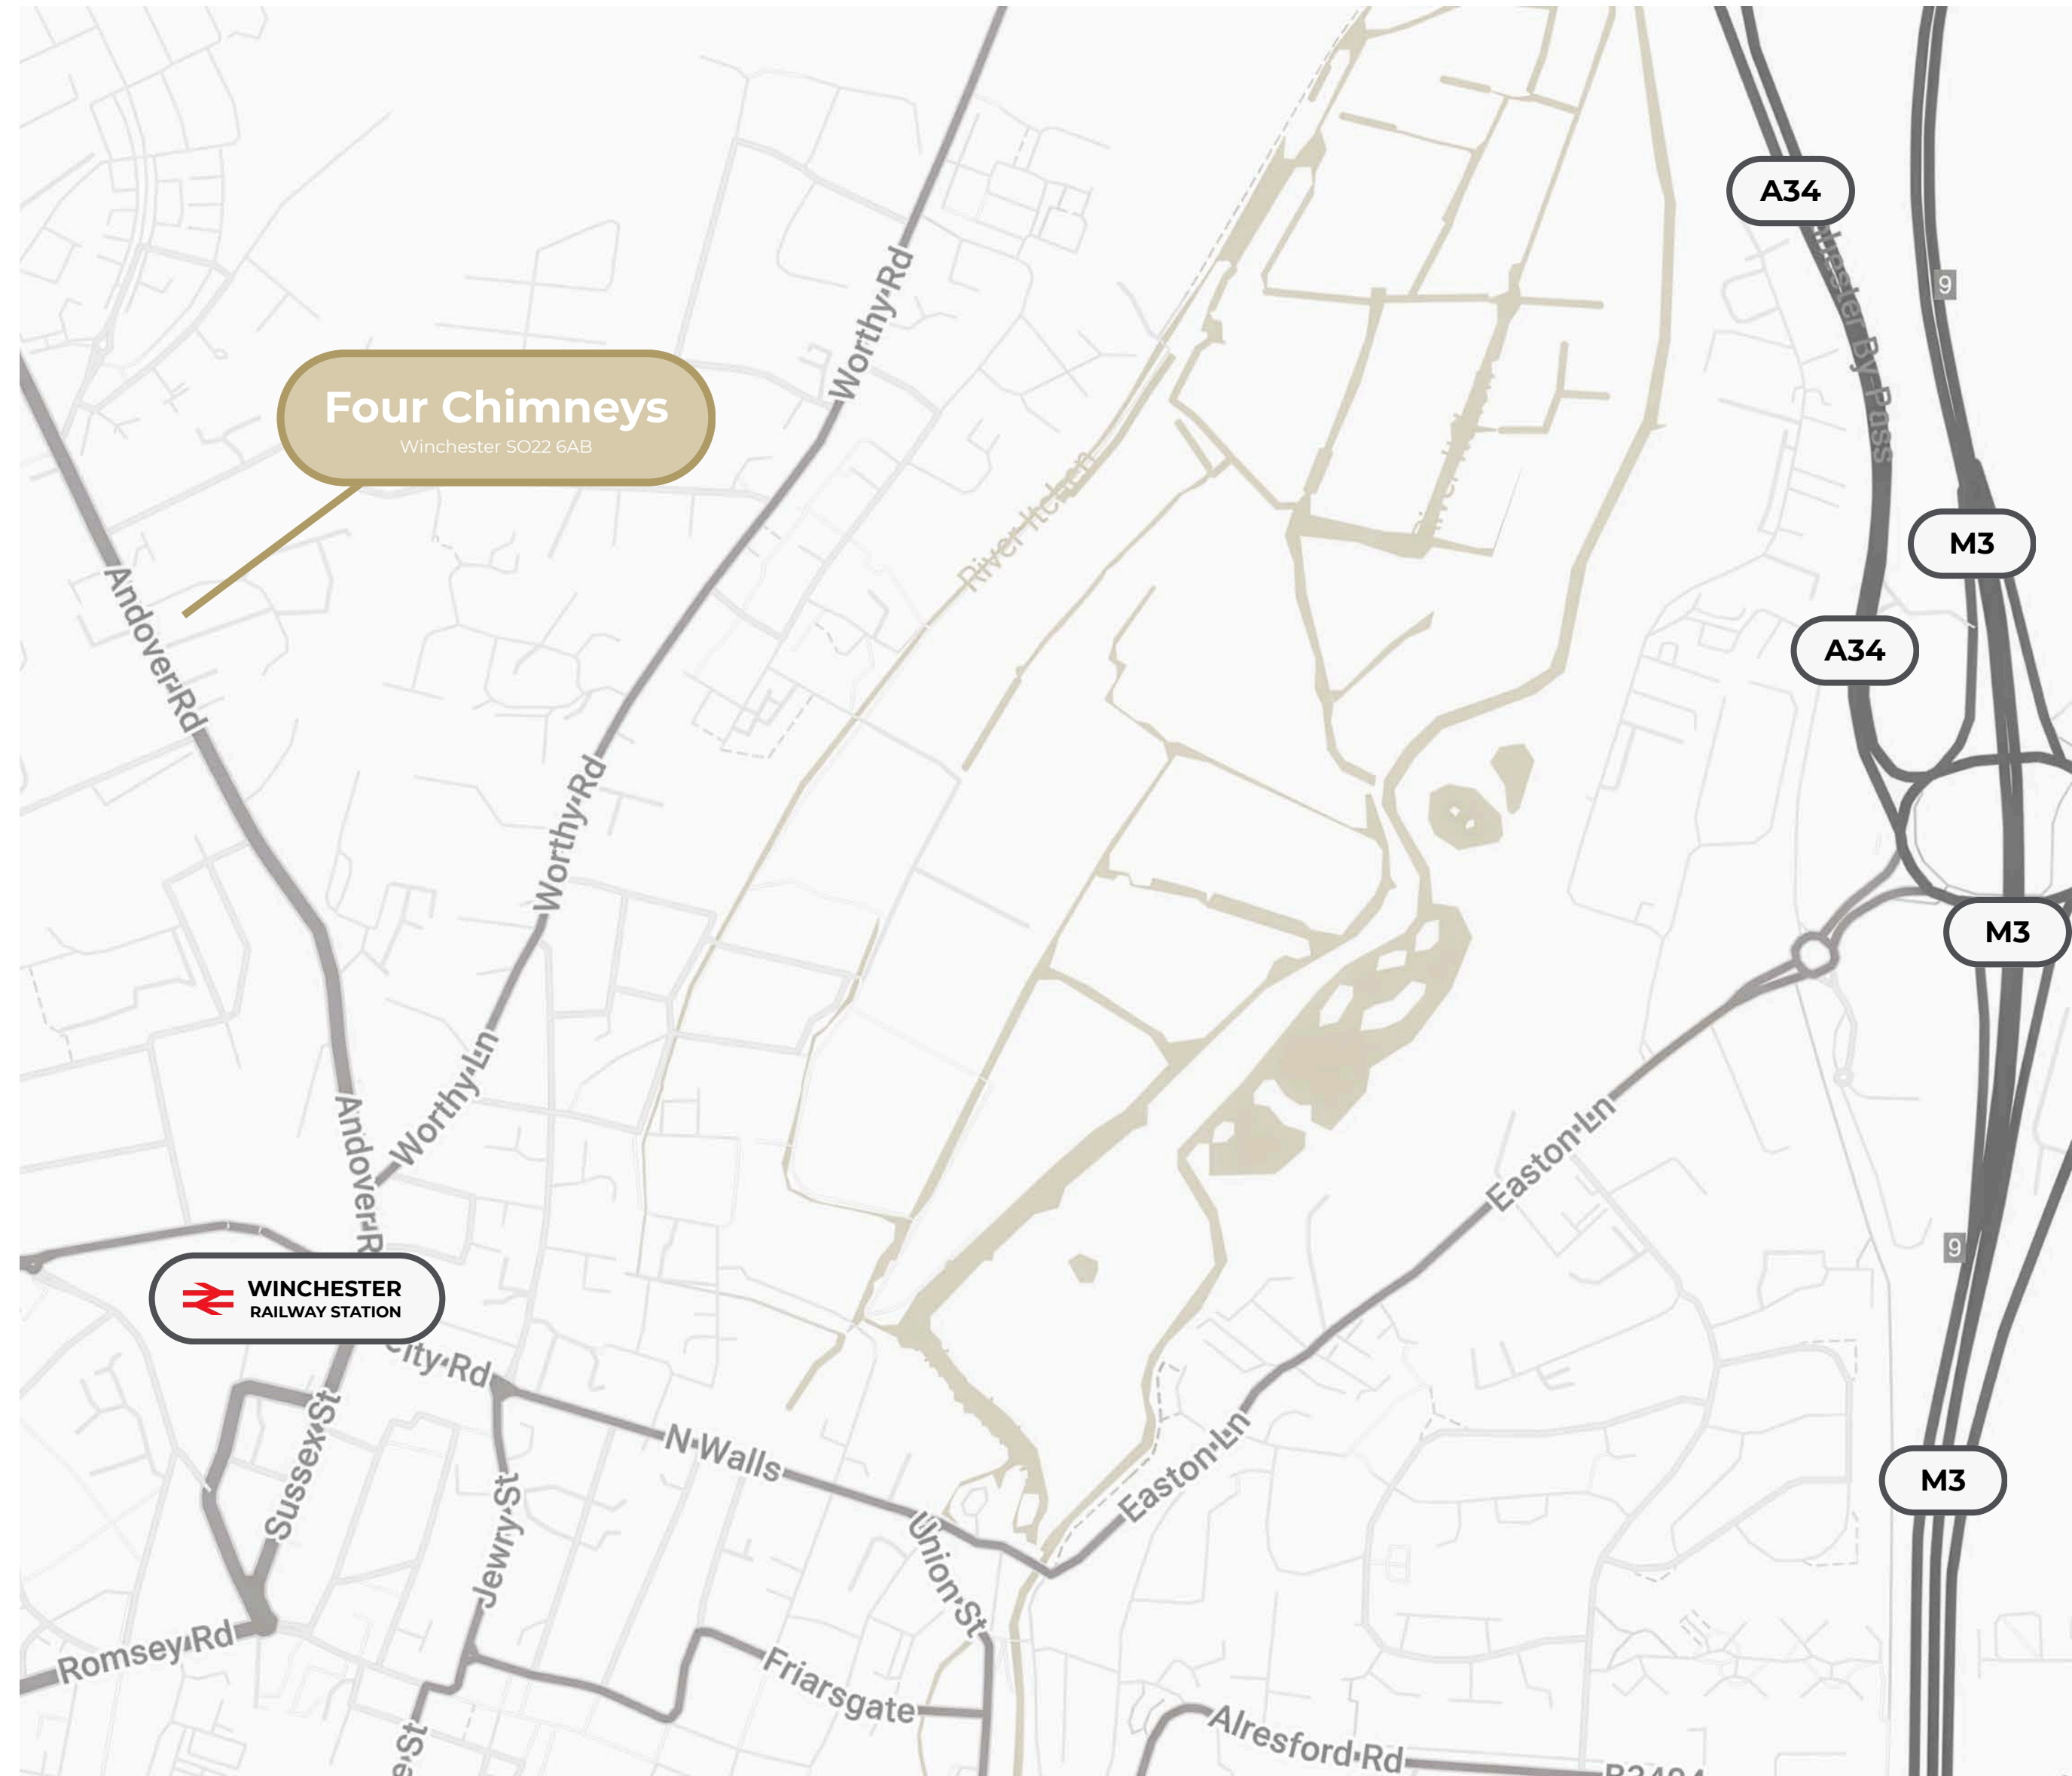 A34
Worthy Rd
9
By-Pass
Four Chimneys
Winchester SO22 6AB
River Itchen
M3
Andover Rd
A34
Worthy Rd
M3
Worthy Ln
Easton Ln
9
WINCHESTER
RAILWAY STATION
City Rd
N Walls
Sussex St
Jewry St
Easton Ln
M3
Union St
Romsey Rd
Friarsgate
Alresford Rd